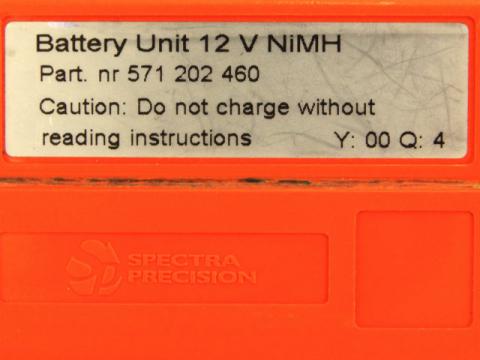 Battery Unit 12 V NiMH
Part. nr 571 202 460
Caution: Do not charge without
reading instructions Y: 00 Q: 4
SPECTRA
PRECISION